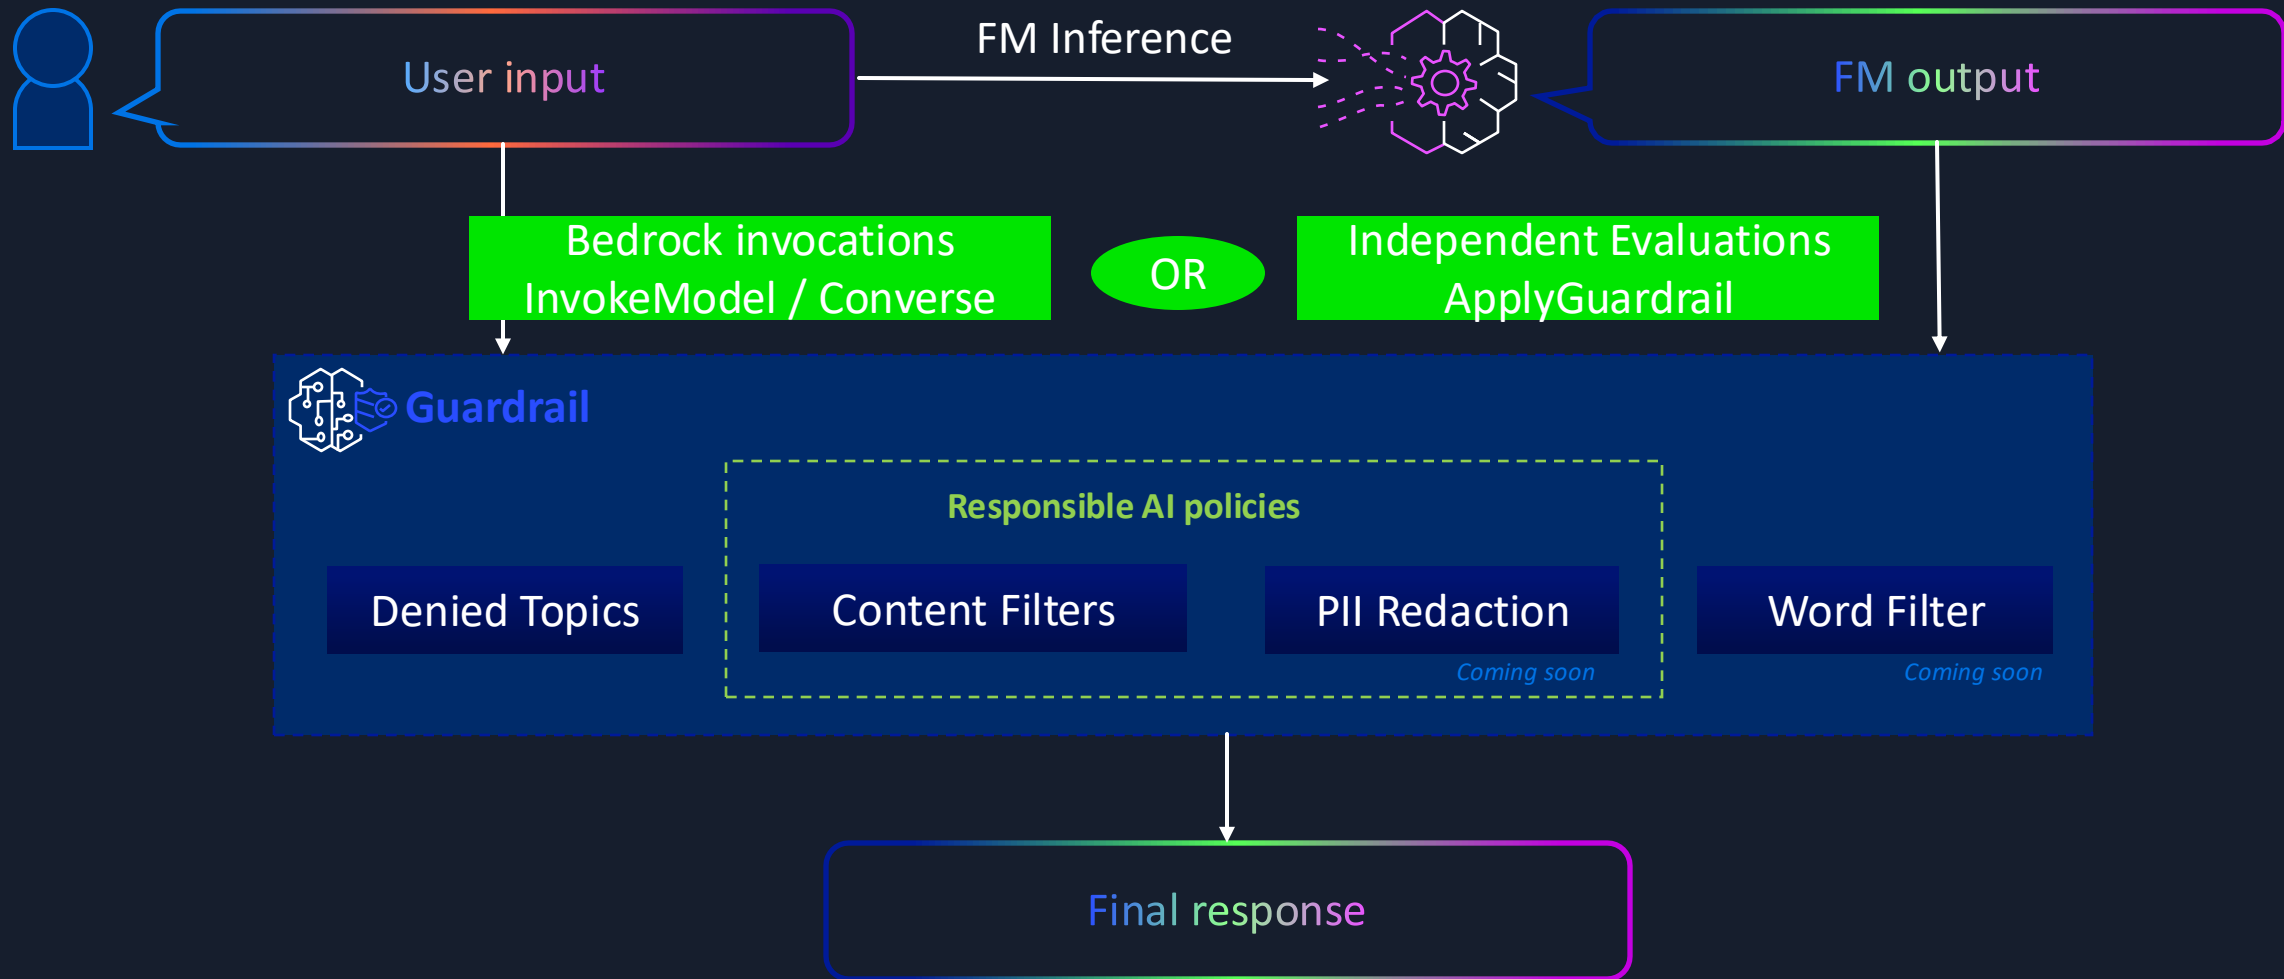 User input
FM Inference
FM output
Bedrock invocations
InvokeModel / Converse
OR
Independent Evaluations
ApplyGuardrail
Guardrail
Responsible AI policies
Denied Topics
Content Filters
PII Redaction
Word Filter
Coming soon
Coming soon
Final response